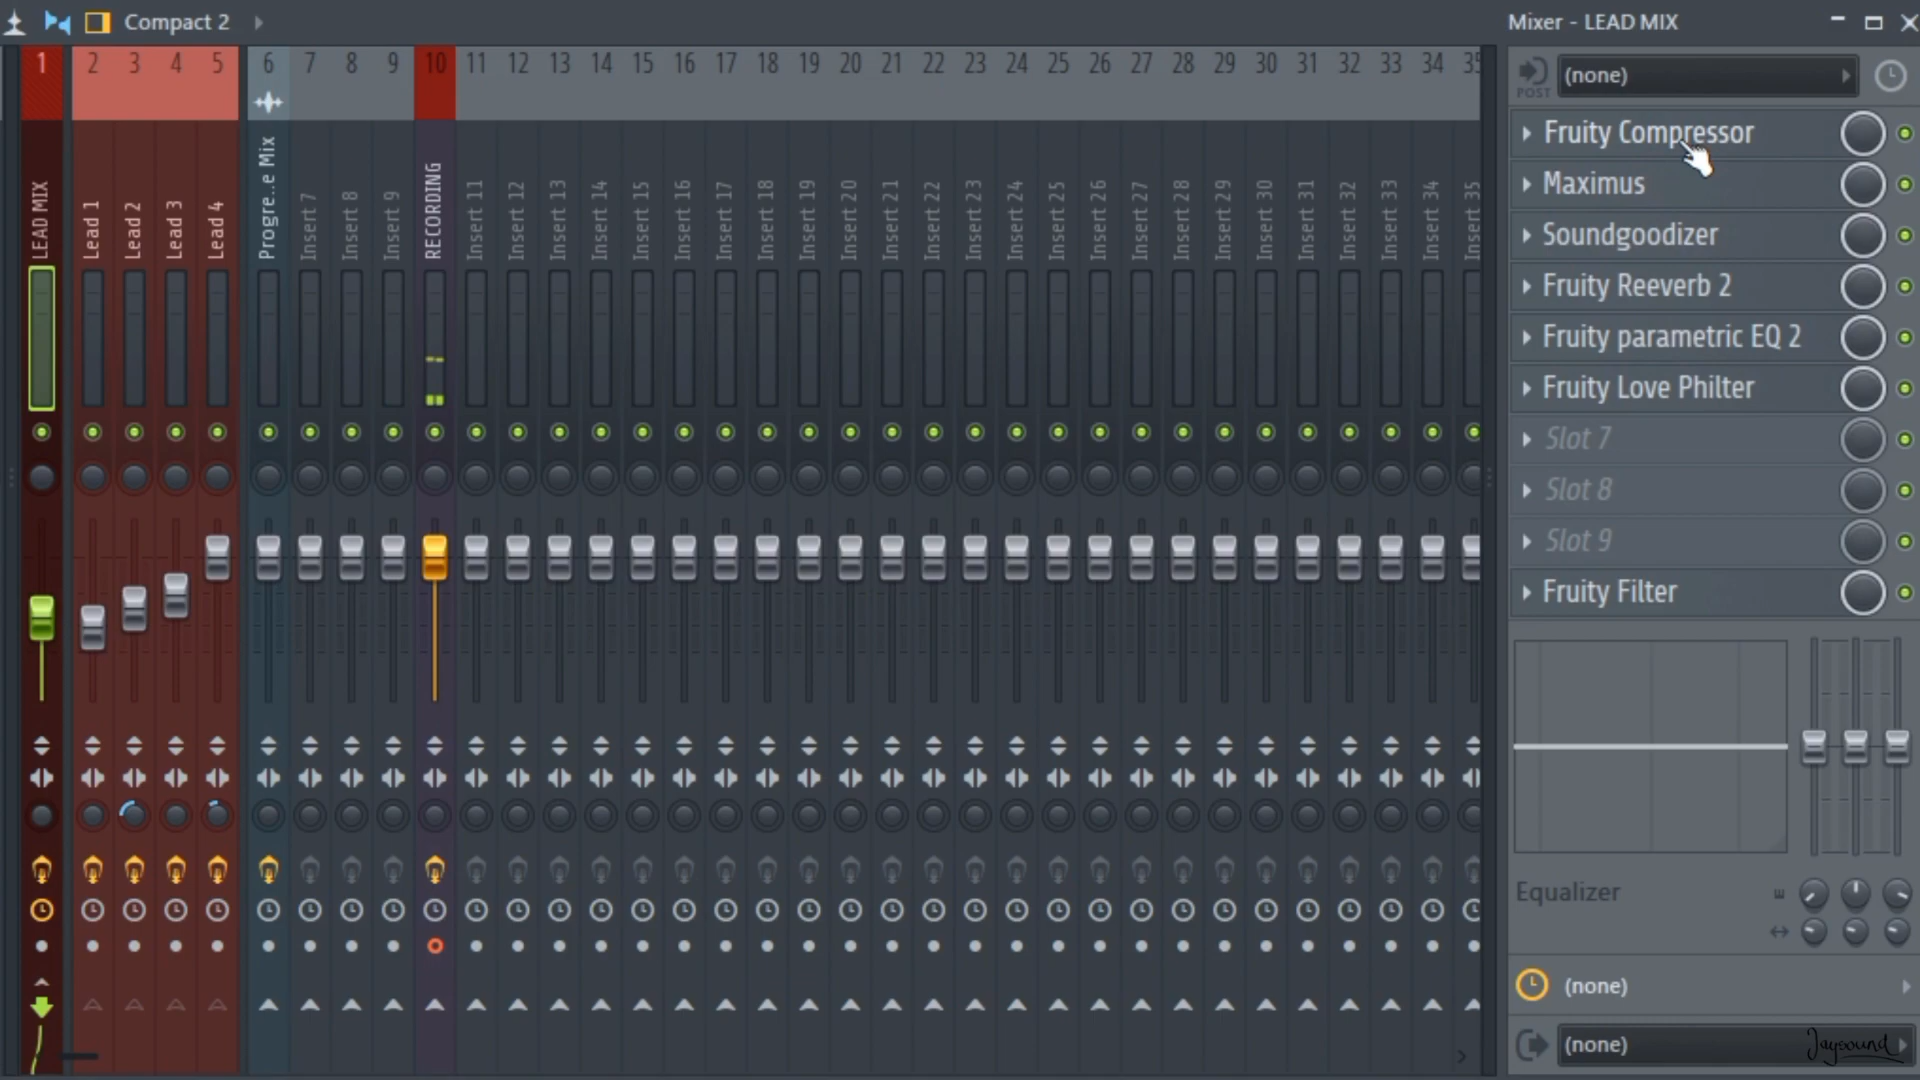 Compact 2
Mixer - LEAD MIX
1 2 3 4 5 6 7 8 9 10 11 12 13 14 15 16 17 18 19 20 21 22 23 24 25 26 27 28 29 30 31 32 33 34 35
POST
(none)
LEAD MIX
Lead 1
Lead 2
Lead 3
Lead 4
Progre..e Mix
Insert 7
Insert 8
Insert 9
RECORDING
Insert 11
Insert 12
Insert 13
Insert 14
Insert 15
Insert 16
Insert 17
Insert 18
Insert 19
Insert 20
Insert 21
Insert 22
Insert 23
Insert 24
Insert 25
Insert 26
Insert 27
Insert 28
Insert 29
Insert 30
Insert 31
Insert 32
Insert 33
Insert 34
Insert 35
Fruity Compressor
Maximus
Soundgoodizer
Fruity Reeverb 2
Fruity parametric EQ 2
Fruity Love Philter
Slot 7
Slot 8
Slot 9
Fruity Filter
Equalizer
(none)
(none)
Jaysound